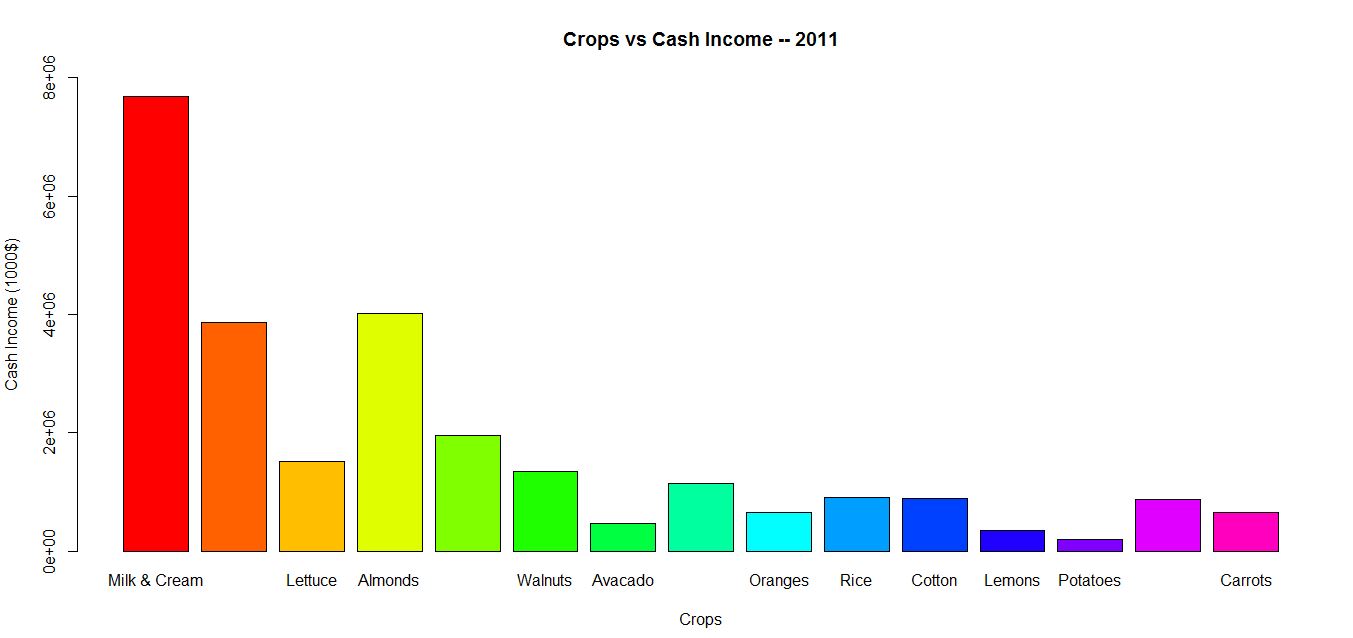 Crops vs Cash Income -- 2011
Cash Income (1000$)
8e+06
6e+06
4e+06
2e+06
0e+00
Milk & Cream Lettuce Almonds Walnuts Avacado Oranges Rice Cotton Lemons Potatoes Carrots
Crops